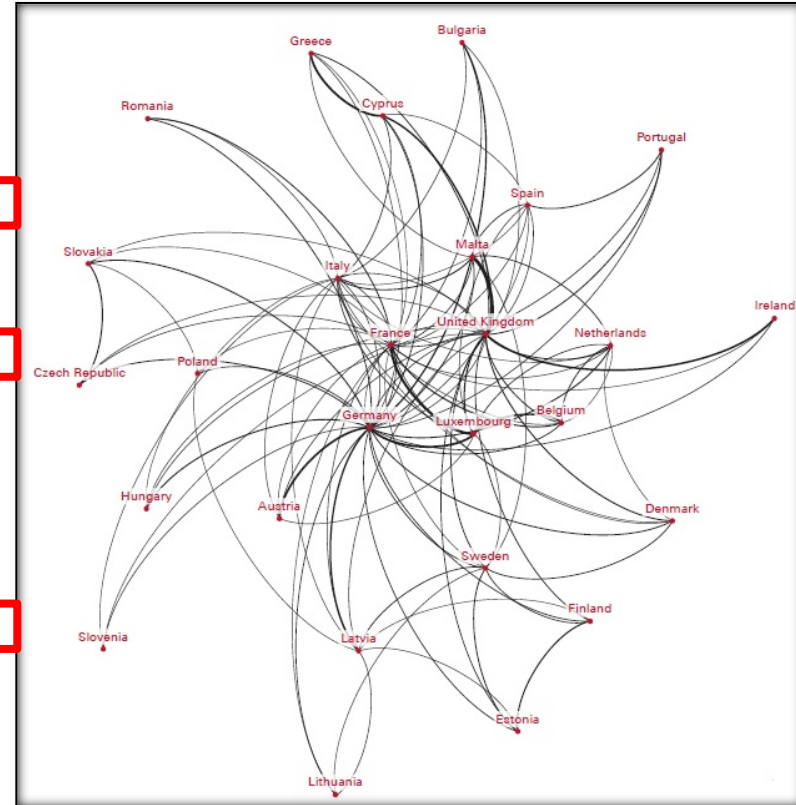 Bulgaria
Greece
Romania
Cyprus
Portugal
Spain
Malta
Slovakia
Italy
Ireland
United Kingdom
France
Netherlands
Poland
Czech Republic
Belgium
Germany
Luxembourg
Hungary
Austria
Denmark
Sweden
Finland
Slovenia
Latvia
Estonia
Lithuania